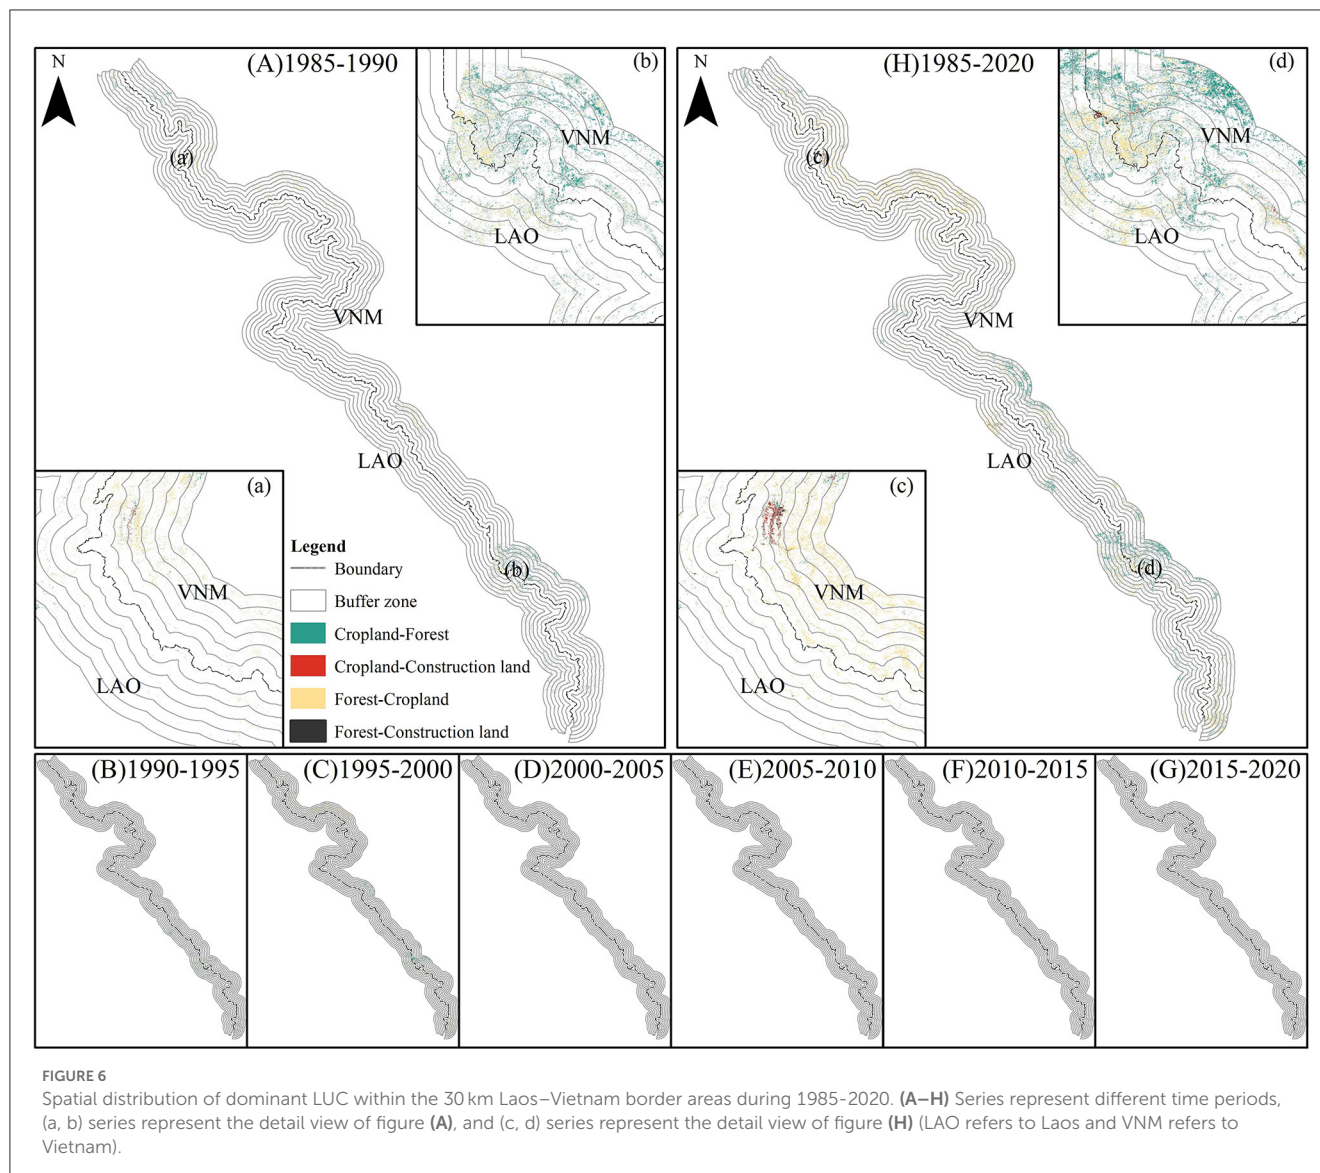 N
(A)1985-1990
(b)
VNM
LAO
(a)
VNM
LAO
(b)
(a)
VNM
LAO
Legend
Boundary
Buffer zone
Cropland-Forest
Cropland-Construction land
Forest-Cropland
Forest-Construction land
N
(H)1985-2020
(d)
VNM
LAO
(c)
VNM
LAO
(d)
(c)
VNM
LAO
(B)1990-1995
(C)1995-2000
(D)2000-2005
(E)2005-2010
(F)2010-2015
(G)2015-2020
FIGURE 6
Spatial distribution of dominant LUC within the 30 km Laos–Vietnam border areas during 1985-2020. (A–H) Series represent different time periods,
(a, b) series represent the detail view of figure (A), and (c, d) series represent the detail view of figure (H) (LAO refers to Laos and VNM refers to
Vietnam).